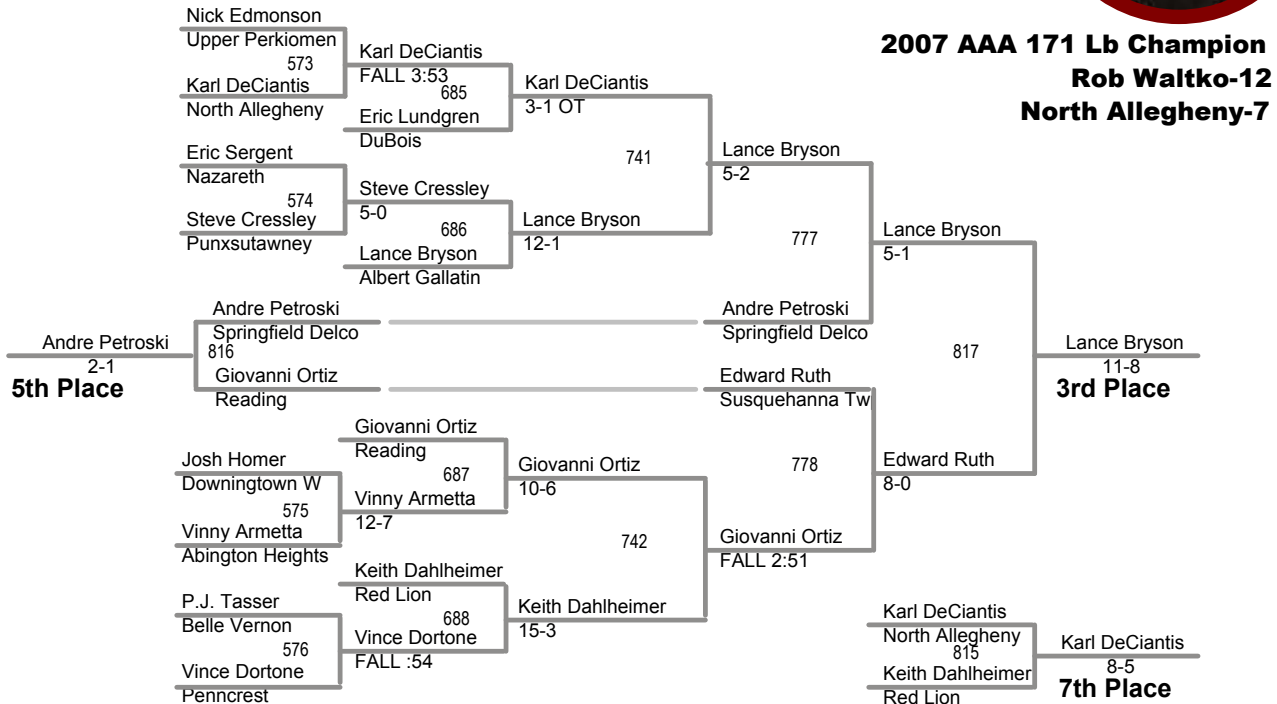 2007 AAA 171 Lb Champion
Rob Waltko-12
North Allegheny-7
Nick Edmonson
Upper Perkiomen
573
Karl DeCiantis
North Allegheny
Karl DeCiantis
FALL 3:53
685
Eric Lundgren
DuBois
Karl DeCiantis
3-1 OT
Eric Sergent
Nazareth
574
Steve Cressley
Punxsutawney
Steve Cressley
5-0
686
Lance Bryson
Albert Gallatin
Lance Bryson
12-1
741
Lance Bryson
5-2
777
Andre Petroski
Springfield Delco
Lance Bryson
5-1
Andre Petroski
Springfield Delco
816
Giovanni Ortiz
Reading
Andre Petroski
2-1
5th Place
Edward Ruth
Susquehanna Tw
817
Lance Bryson
11-8
3rd Place
Giovanni Ortiz
Reading
687
Vinny Armetta
12-7
Josh Homer
Downingtown W
575
Vinny Armetta
Abington Heights
Giovanni Ortiz
10-6
742
778
Edward Ruth
8-0
Giovanni Ortiz
FALL 2:51
Keith Dahlheimer
Red Lion
688
Vince Dortone
FALL :54
P.J. Tasser
Belle Vernon
576
Vince Dortone
Penncrest
Keith Dahlheimer
15-3
Karl DeCiantis
North Allegheny
815
Keith Dahlheimer
Red Lion
Karl DeCiantis
8-5
7th Place